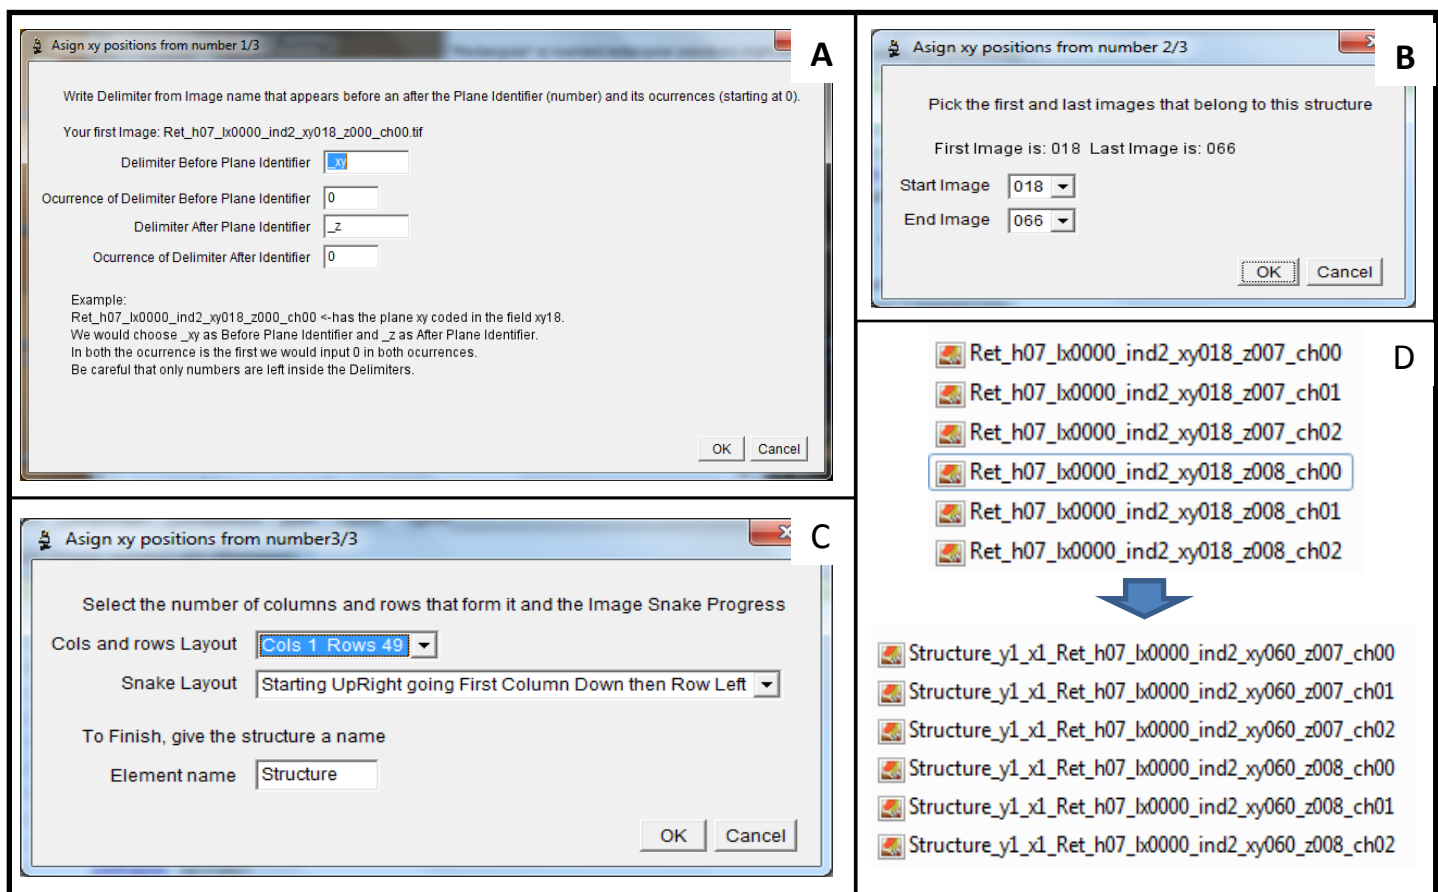 Asign xy positions from number 1/3
A
Write Delimiter from Image name that appears before an after the Plane Identifier (number) and its ocurrences (starting at 0).
Your first Image: Ret_h07_lx0000_ind2_xy018_z000_ch00.tif
Delimiter Before Plane Identifier _xy
Ocurrence of Delimiter Before Plane Identifier 0
Delimiter After Plane Identifier _z
Ocurrence of Delimiter After Identifier 0
Example:
Ret_h07_lx0000_ind2_xy018_z000_ch00 <-has the plane xy coded in the field xy18.
We would choose _xy as Before Plane Identifier and _z as After Plane Identifier.
In both the ocurrence is the first we would input 0 in both ocurrences.
Be careful that only numbers are left inside the Delimiters.
OK Cancel
Asign xy positions from number 2/3
B
Pick the first and last images that belong to this structure
First Image is: 018 Last Image is: 066
Start Image 018
End Image 066
OK Cancel
Asign xy positions from number3/3
C
Select the number of columns and rows that form it and the Image Snake Progress
Cols and rows Layout Cols 1 Rows 49
Snake Layout Starting UpRight going First Column Down then Row Left
To Finish, give the structure a name
Element name Structure
OK Cancel
D
Ret_h07_lx0000_ind2_xy018_z007_ch00
Ret_h07_lx0000_ind2_xy018_z007_ch01
Ret_h07_lx0000_ind2_xy018_z007_ch02
Ret_h07_lx0000_ind2_xy018_z008_ch00
Ret_h07_lx0000_ind2_xy018_z008_ch01
Ret_h07_lx0000_ind2_xy018_z008_ch02
Structure_y1_x1_Ret_h07_lx0000_ind2_xy060_z007_ch00
Structure_y1_x1_Ret_h07_lx0000_ind2_xy060_z007_ch01
Structure_y1_x1_Ret_h07_lx0000_ind2_xy060_z007_ch02
Structure_y1_x1_Ret_h07_lx0000_ind2_xy060_z008_ch00
Structure_y1_x1_Ret_h07_lx0000_ind2_xy060_z008_ch01
Structure_y1_x1_Ret_h07_lx0000_ind2_xy060_z008_ch02